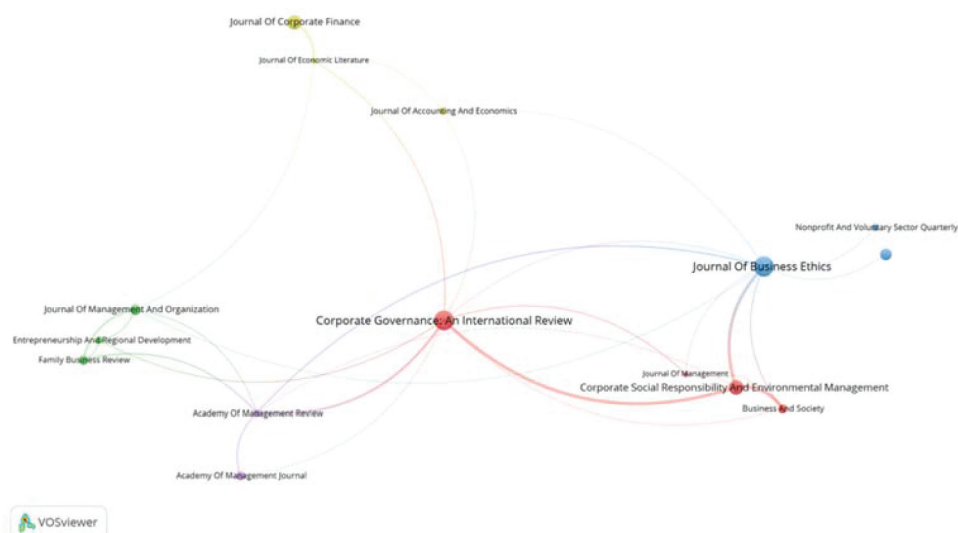 Journal Of Corporate Finance
Journal Of Economic Literature
Journal Of Accounting And Economics
Nonprofit And Voluntary Sector Quarterly
Journal Of Business Ethics
Journal Of Management And Organization
Corporate Governance: An International Review
Entrepreneurship And Regional Development
Family Business Review
Journal Of Management
Corporate Social Responsibility And Environmental Management
Business And Society
Academy Of Management Review
Academy Of Management Journal
VOSviewer